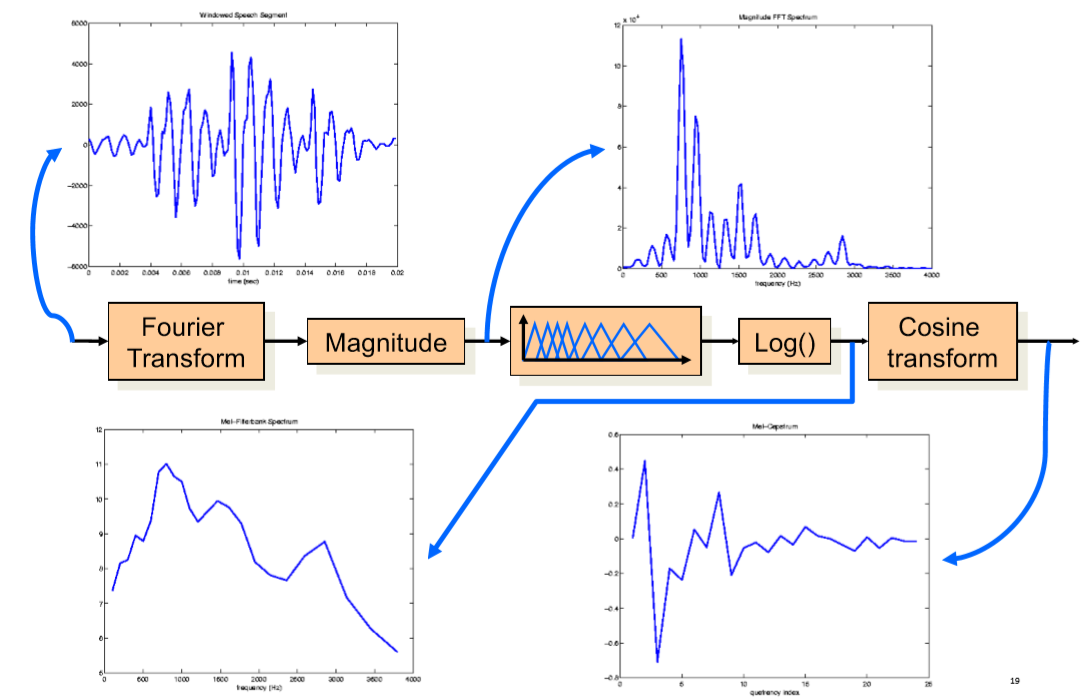 Windowed Speech Segment
6000
4000
2000
0
-2000
-4000
-6000
0 0.002 0.004 0.006 0.008 0.01 0.012 0.014 0.016 0.018 0.02
time (sec)
Magnitude FFT Spectrum
12 x 10^4
10
8
6
4
2
0
0 500 1000 1500 2000 2500 3000 3500 4000
frequency (Hz)
Fourier
Transform
Magnitude
Log()
Cosine
transform
Mel-Filterbank Spectrum
12
11
10
9
8
7
6
5
0 500 1000 1500 2000 2500 3000 3500 4000
frequency (Hz)
Mel-Cepstrum
0.6
0.4
0.2
0
-0.2
-0.4
-0.6
-0.8
0 5 10 15 20 25
quefrency index
19